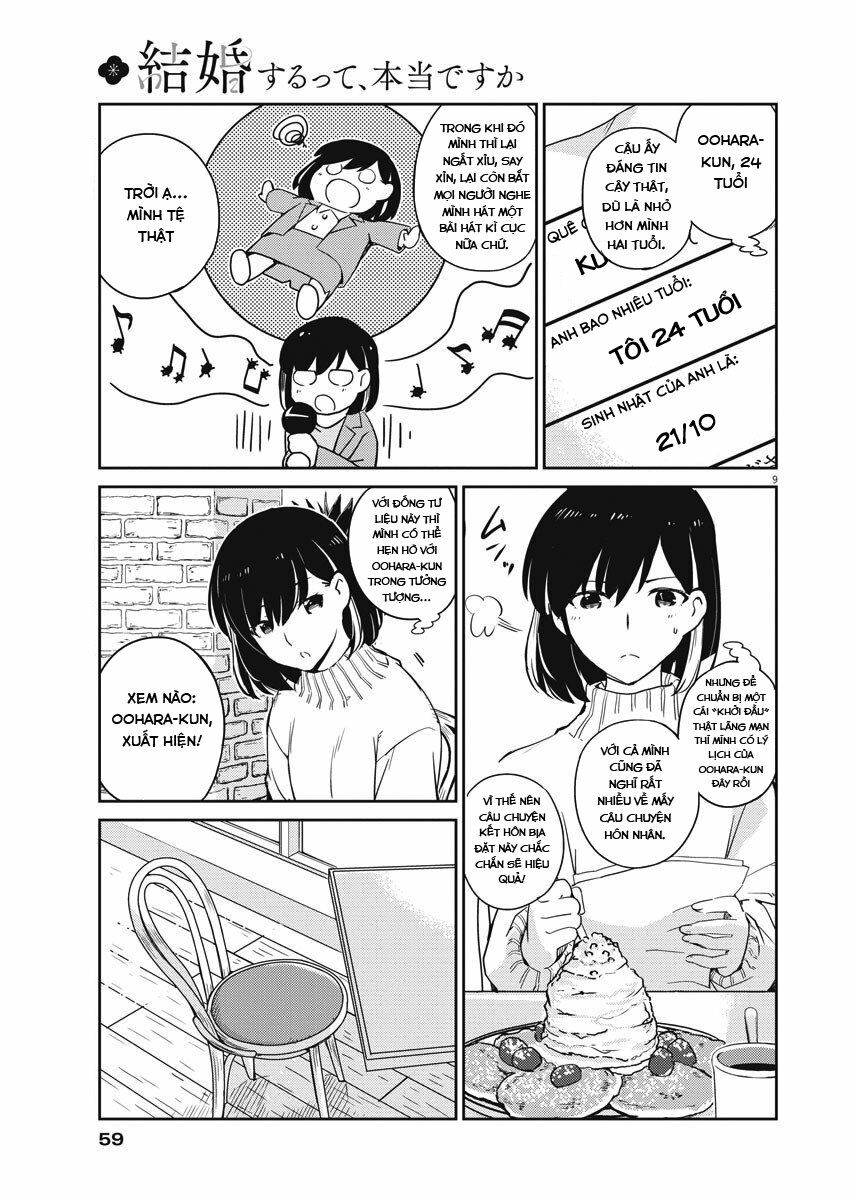 結婚するって、本当ですか
OOHARA-
KUN, 24
TUỔI
CẬU ẤY
ĐÁNG TIN
CẬY THẬT,
DÙ LÀ NHỎ
HƠN MÌNH
HAI TUỔI.
QUÊ
KU
ANH BAO NHIÊU TUỔI:
TÔI 24 TUỔI
SINH NHẬT CỦA ANH LÀ:
21/10
TRONG KHI ĐÓ
MÌNH THÌ LẠI
NGẤT XỈU, SAY
XỈN, LẠI CÒN BẮT
MỌI NGƯỜI NGHE
MÌNH HÁT MỘT
BÀI HÁT KÌ CỤC
NỮA CHỨ.
TRỜI Ạ...
MÌNH TỆ
THẬT
9
NHƯNG ĐỂ
CHUẨN BỊ MỘT
CÁI "KHỞI ĐẦU"
THẬT LÃNG MẠN
THÌ MÌNH CÓ LÝ
LỊCH CỦA
OOHARA-KUN
ĐÂY RỒI
VỚI CẢ MÌNH
CŨNG ĐÃ
NGHĨ RẤT
NHIỀU VỀ MẤY
CÂU CHUYỆN
HÔN NHÂN.
VÌ THẾ NÊN
CÂU CHUYỆN
KẾT HÔN BỊA
ĐẶT NÀY CHẮC
CHẮN SẼ HIỆU
QUẢ!
VỚI ĐỐNG TƯ
LIỆU NÀY THÌ
MÌNH CÓ THỂ
HẸN HÒ VỚI
OOHARA-KUN
TRONG TƯỞNG
TƯỢNG...
XEM NÀO:
OOHARA-KUN,
XUẤT HIỆN!
59